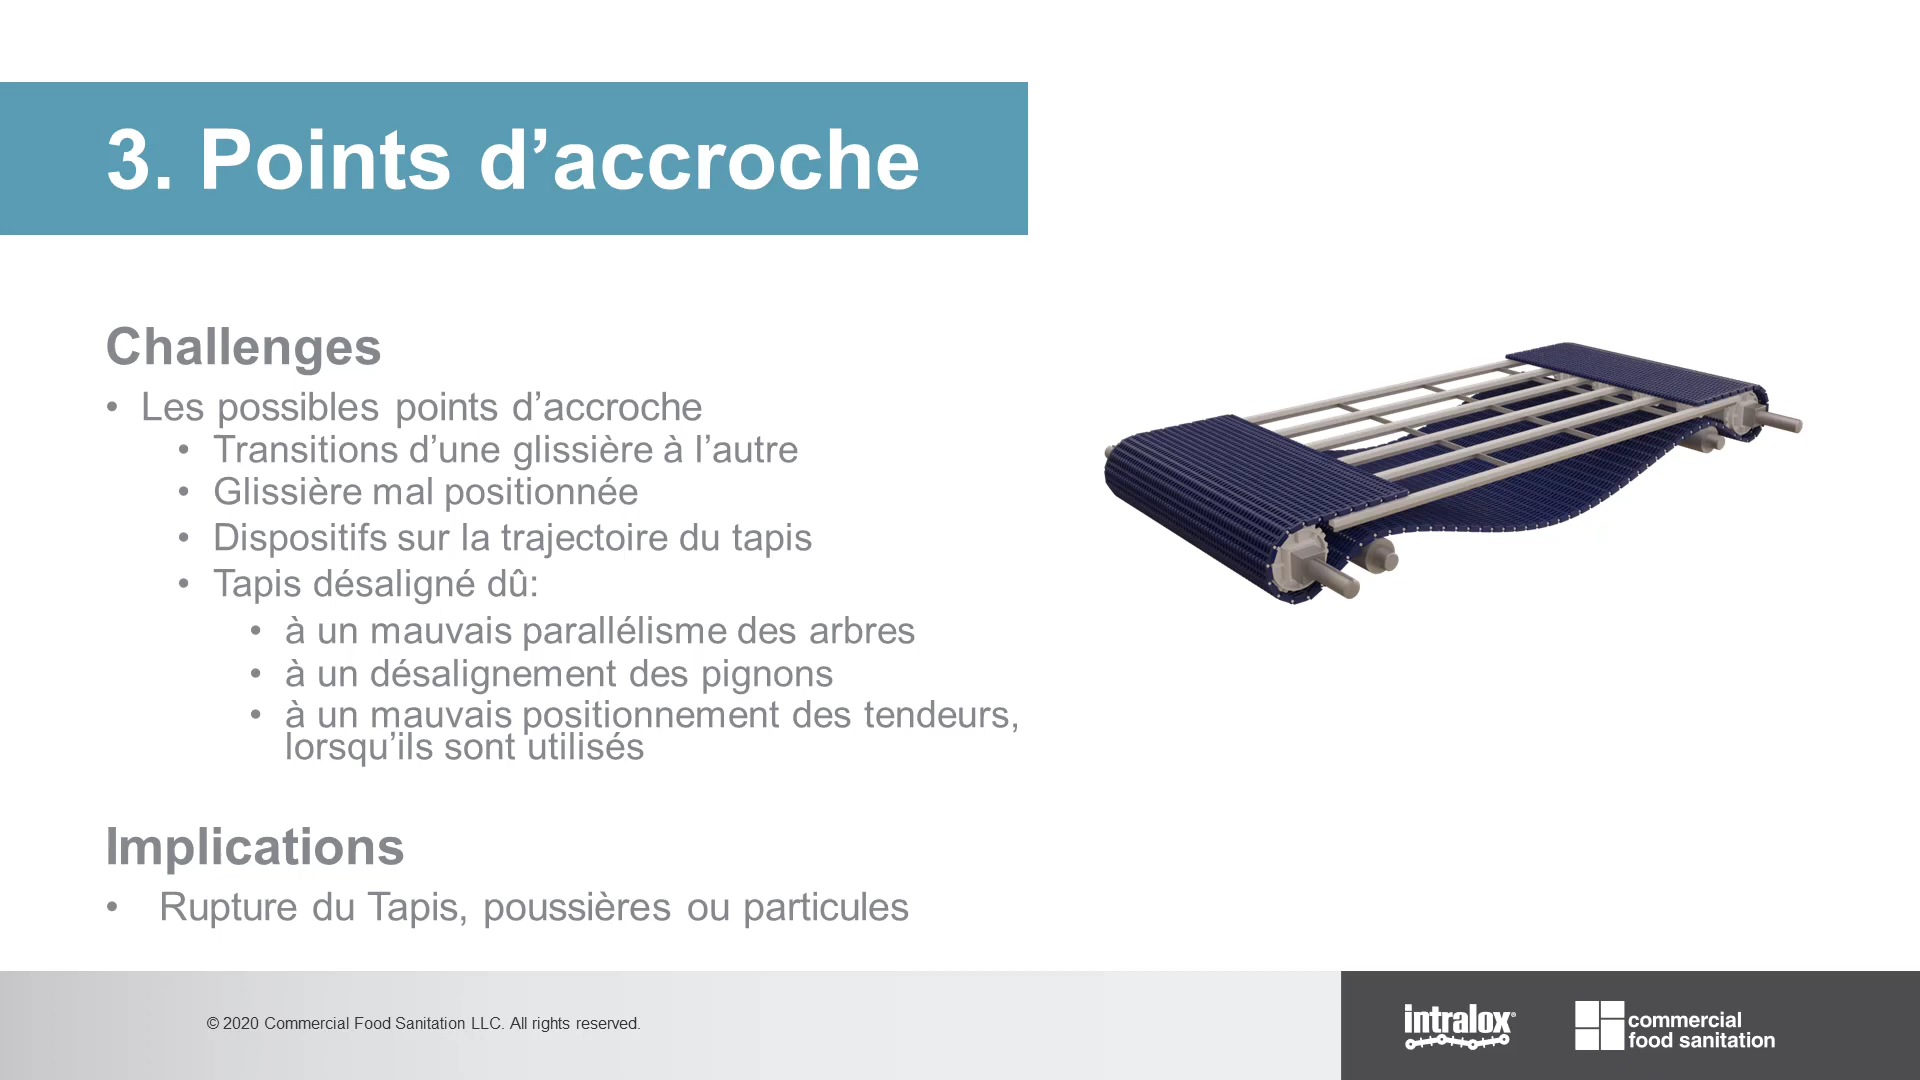 3. Points d’accroche
Challenges
• Les possibles points d’accroche
• Transitions d’une glissière à l’autre
• Glissière mal positionnée
• Dispositifs sur la trajectoire du tapis
• Tapis désaligné dû:
• à un mauvais parallélisme des arbres
• à un désalignement des pignons
• à un mauvais positionnement des tendeurs,
lorsqu’ils sont utilisés
Implications
• Rupture du Tapis, poussières ou particules
© 2020 Commercial Food Sanitation LLC. All rights reserved.
intralox®
commercial
food sanitation